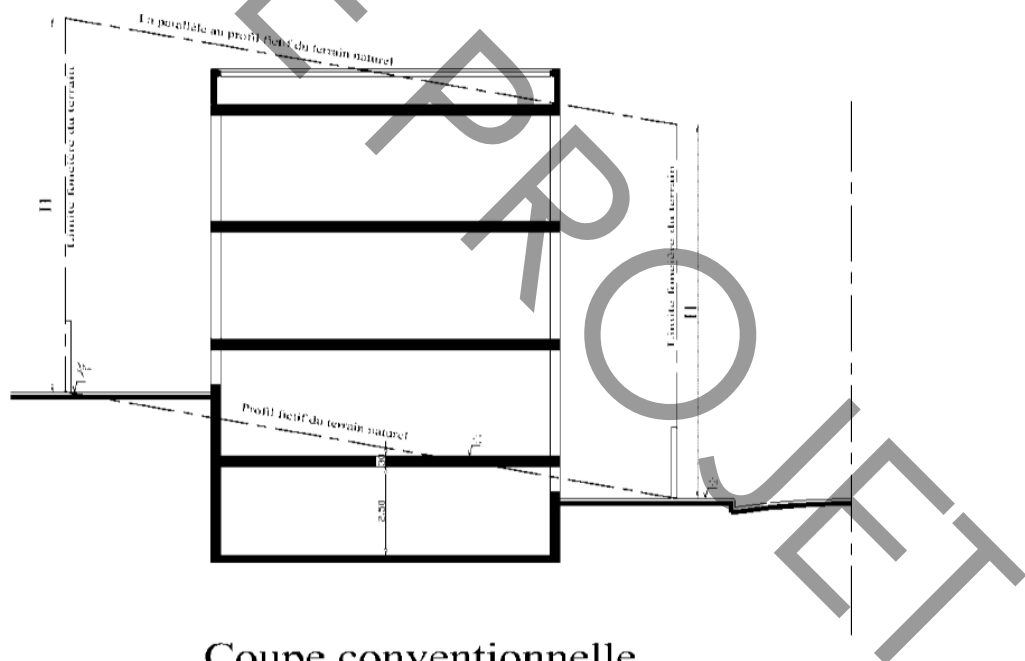 La parallèle au profil fictif du terrain naturel
Limite foncière du terrain
H
Limite foncière du terrain
H
Profil fictif du terrain naturel
30
2.50
PROJET
Coupe conventionnelle